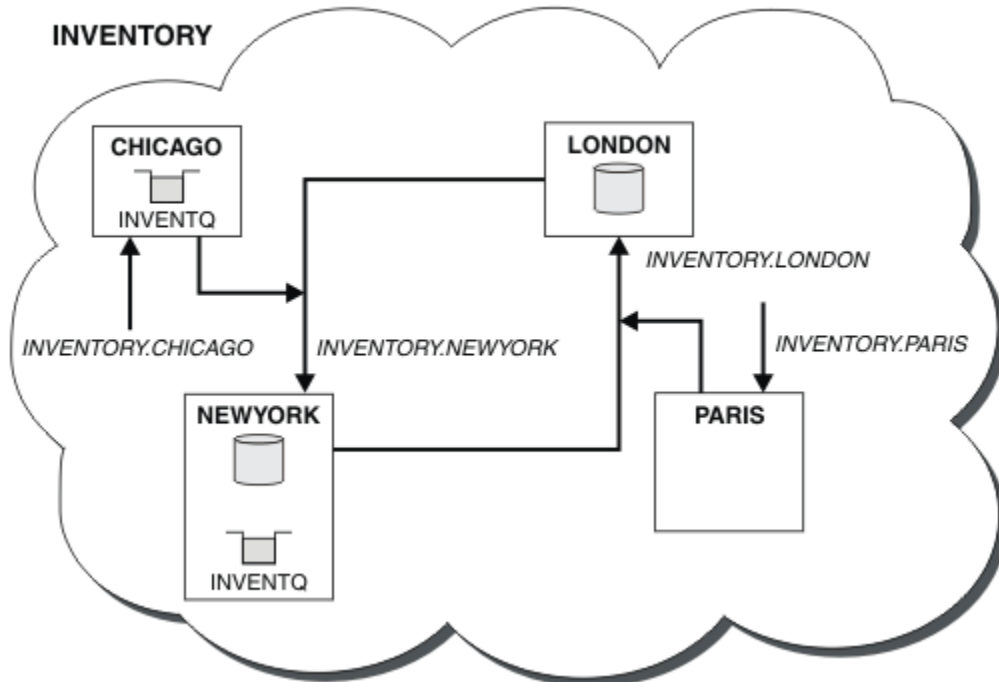 INVENTORY
CHICAGO
INVENTQ
LONDON
INVENTORY.LONDON
INVENTORY.CHICAGO
INVENTORY.NEWYORK
INVENTORY.PARIS
NEWYORK
INVENTQ
PARIS